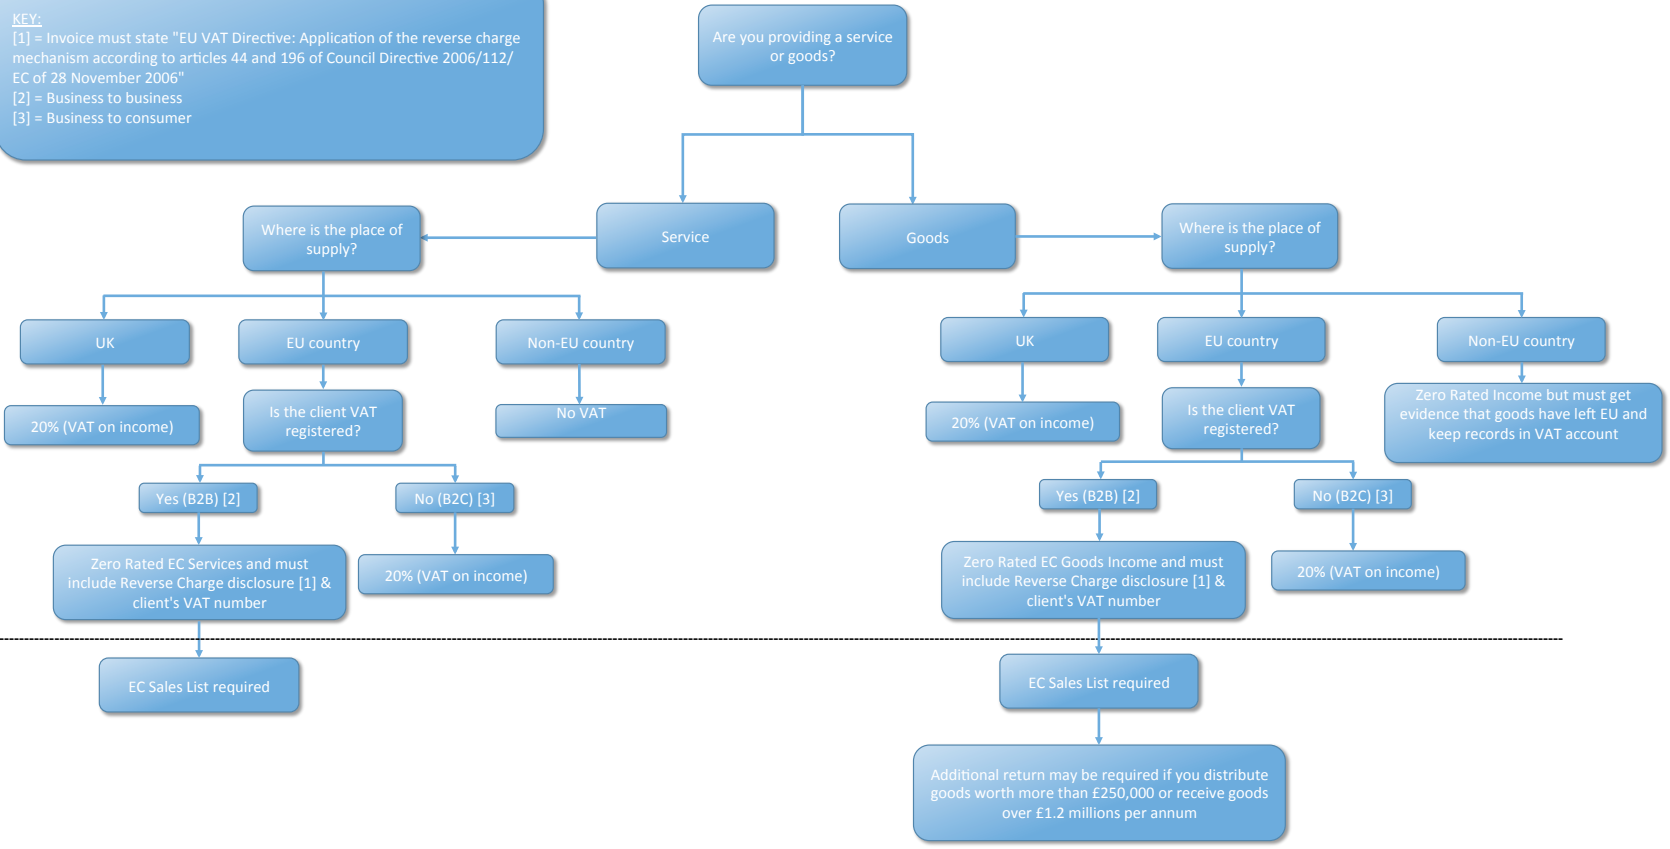 KEY:
[1] = Invoice must state "EU VAT Directive: Application of the reverse charge
mechanism according to articles 44 and 196 of Council Directive 2006/112/
EC of 28 November 2006"
[2] = Business to business
[3] = Business to consumer
Are you providing a service
or goods?
Where is the place of
supply?
Service
Goods
Where is the place of
supply?
UK
EU country
Non-EU country
UK
EU country
Non-EU country
20% (VAT on income)
Is the client VAT
registered?
No VAT
20% (VAT on income)
Is the client VAT
registered?
Zero Rated Income but must get
evidence that goods have left EU and
keep records in VAT account
Yes (B2B) [2]
No (B2C) [3]
Yes (B2B) [2]
No (B2C) [3]
Zero Rated EC Services and must
include Reverse Charge disclosure [1] &
client's VAT number
20% (VAT on income)
Zero Rated EC Goods Income and must
include Reverse Charge disclosure [1] &
client's VAT number
20% (VAT on income)
EC Sales List required
EC Sales List required
Additional return may be required if you distribute
goods worth more than £250,000 or receive goods
over £1.2 millions per annum